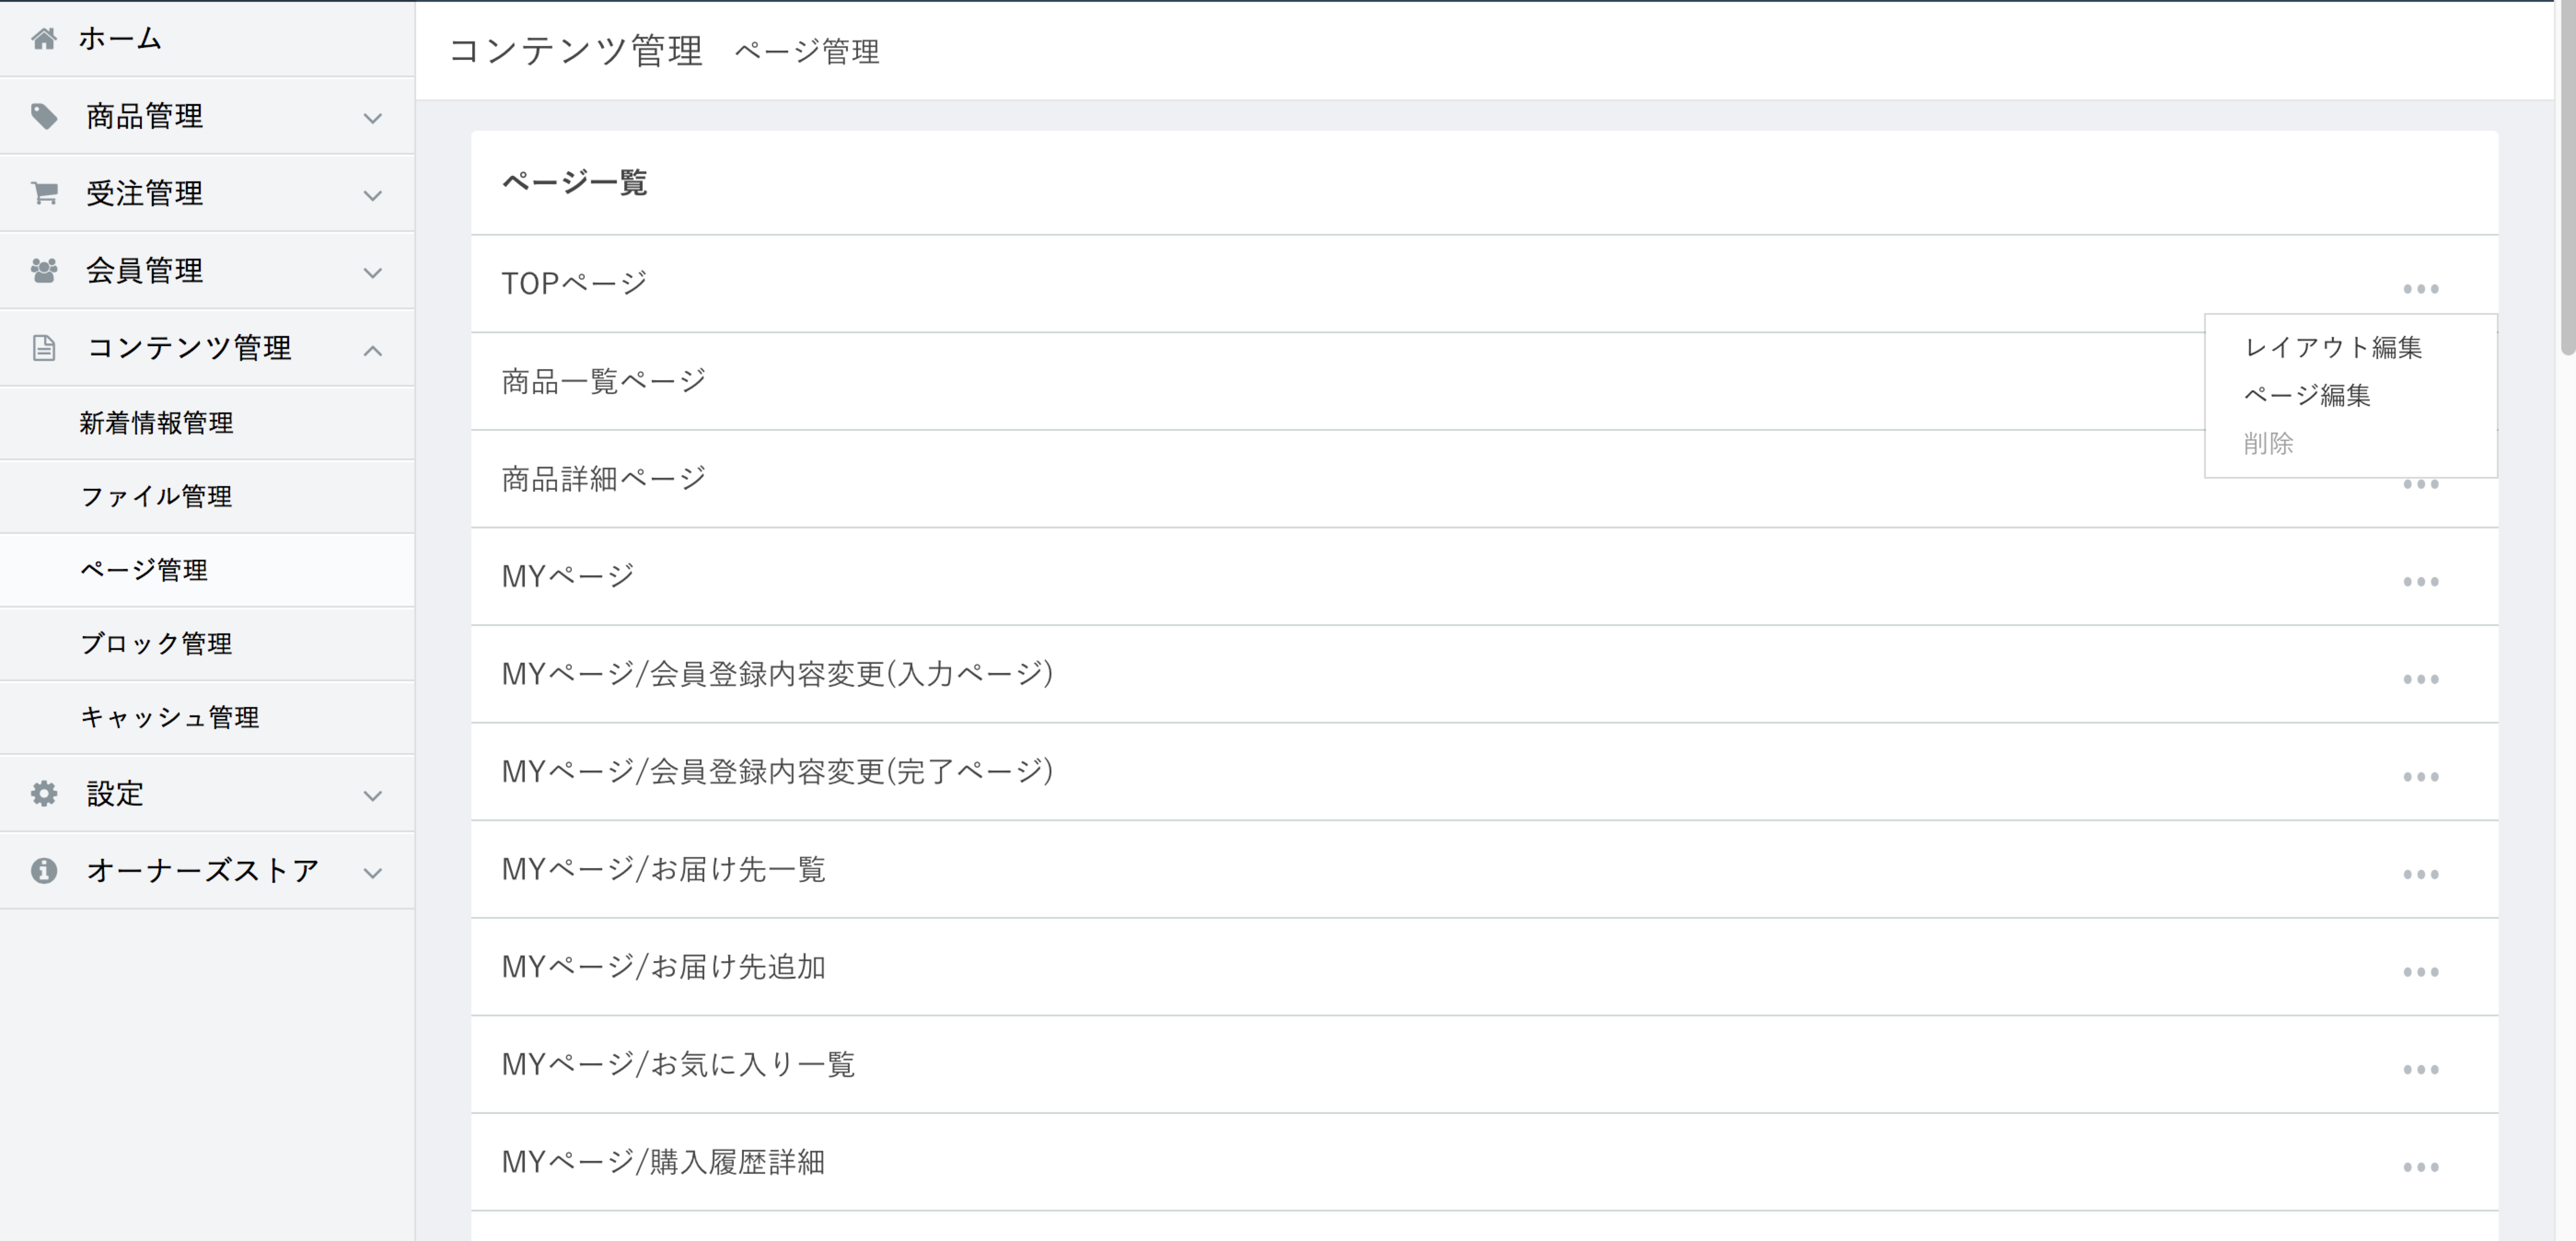 ホーム
商品管理
受注管理
会員管理
コンテンツ管理
新着情報管理
ファイル管理
ページ管理
ブロック管理
キャッシュ管理
設定
オーナーズストア
コンテンツ管理 ページ管理
ページ一覧
TOPページ
レイアウト編集
ページ編集
削除
商品一覧ページ
商品詳細ページ
MYページ
MYページ/会員登録内容変更(入力ページ)
MYページ/会員登録内容変更(完了ページ)
MYページ/お届け先一覧
MYページ/お届け先追加
MYページ/お気に入り一覧
MYページ/購入履歴詳細